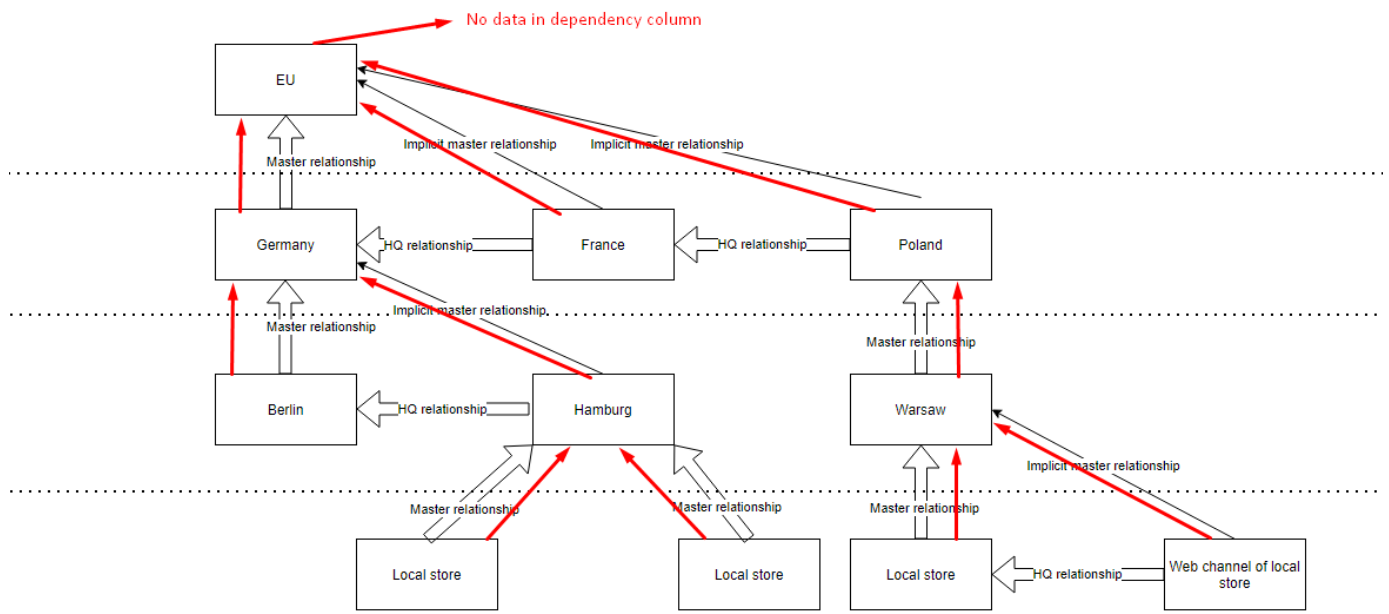 No data in dependency column
EU
Implicit master relationship
Implicit master relationship
Master relationship
Germany
HQ relationship
France
HQ relationship
Poland
Implicit master relationship
Master relationship
Master relationship
Berlin
HQ relationship
Hamburg
Warsaw
Implicit master relationship
Master relationship
Master relationship
Master relationship
Local store
Local store
Local store
HQ relationship
Web channel of local
store